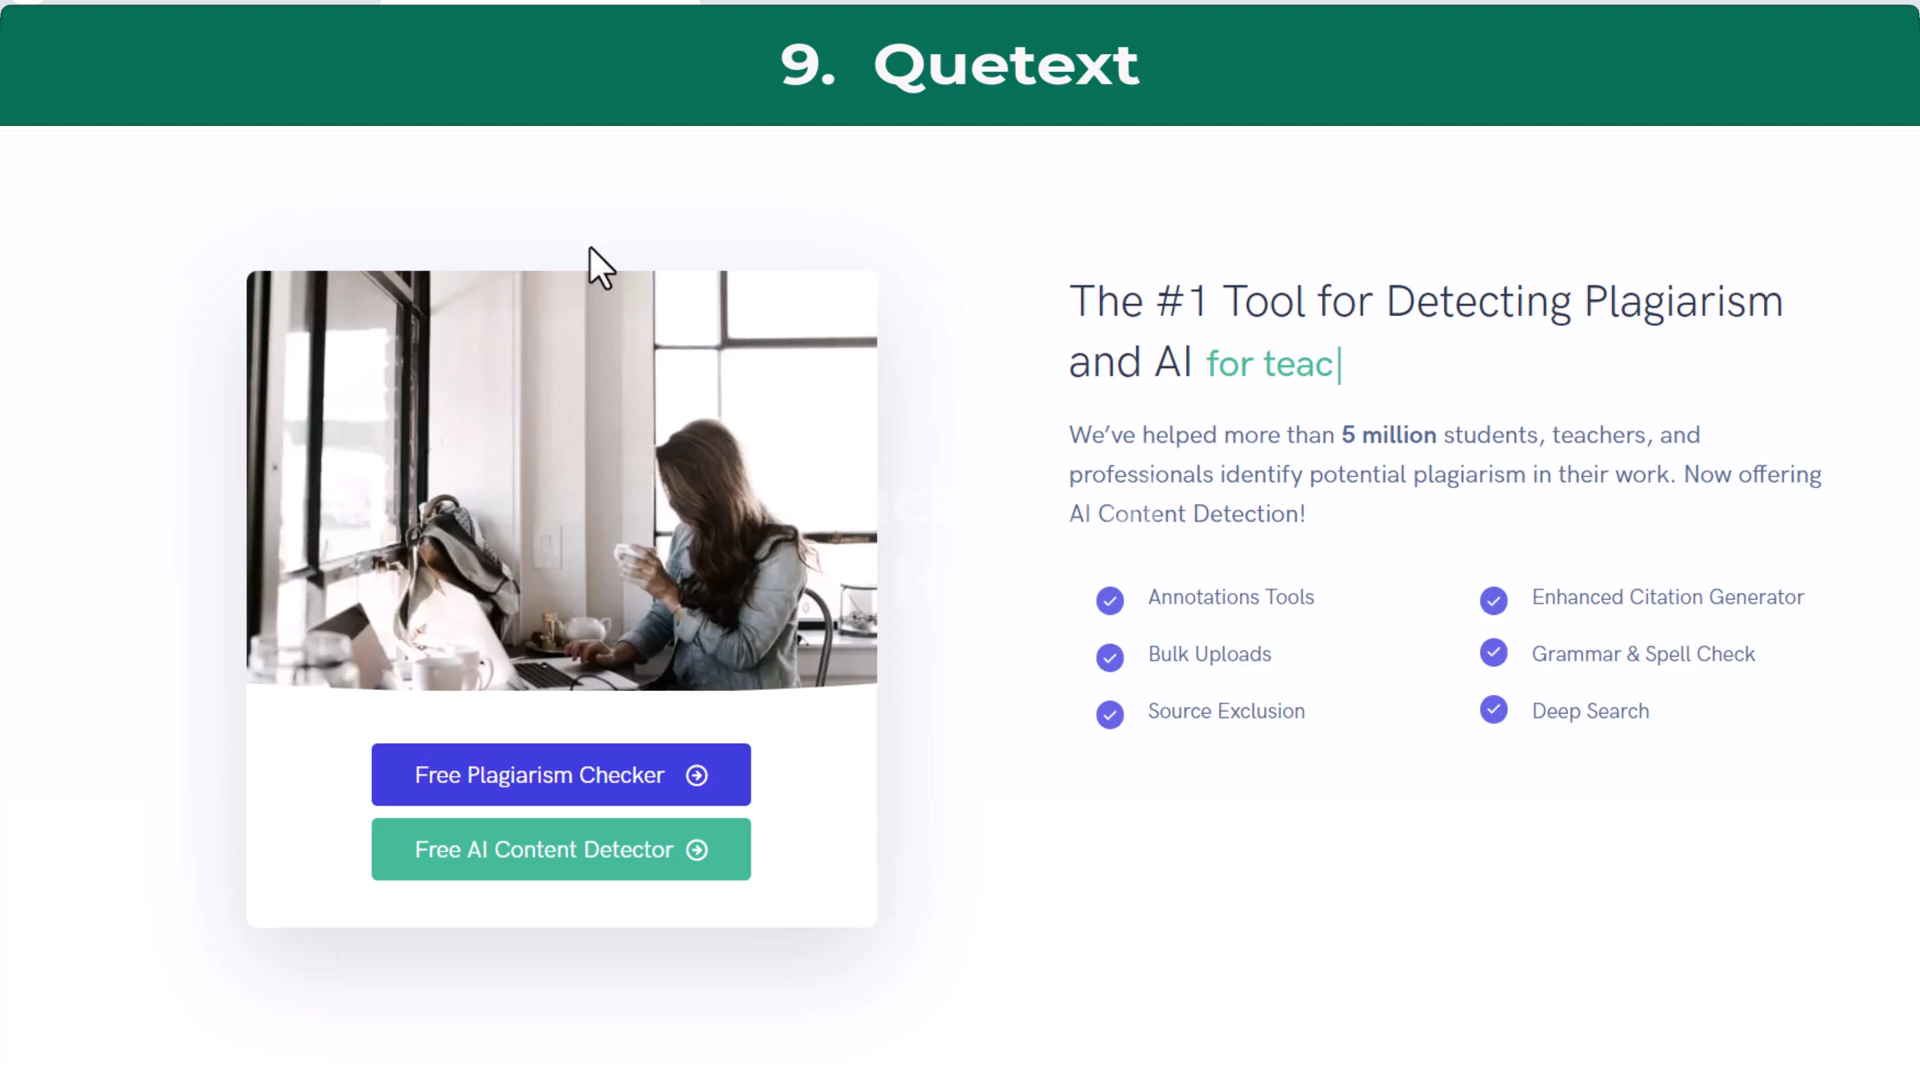 9. Quetext
The #1 Tool for Detecting Plagiarism
and AI for teac
We’ve helped more than 5 million students, teachers, and
professionals identify potential plagiarism in their work. Now offering
AI Content Detection!
Annotations Tools
Enhanced Citation Generator
Bulk Uploads
Grammar & Spell Check
Source Exclusion
Deep Search
Free Plagiarism Checker
Free AI Content Detector